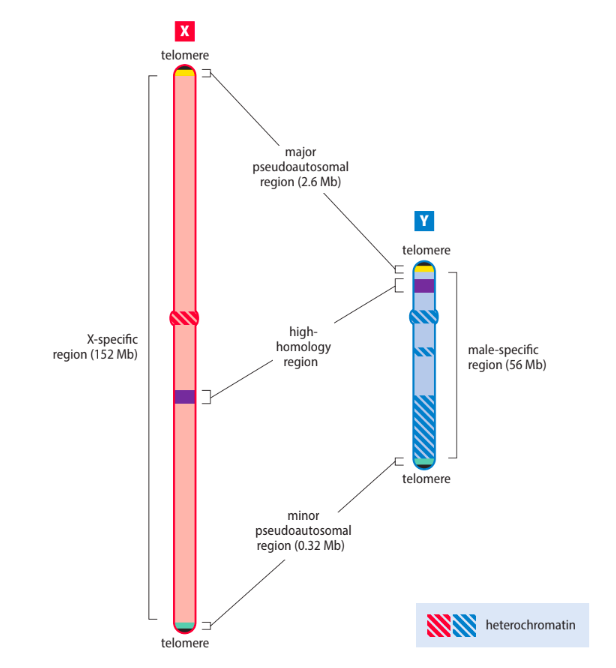 X
telomere
major
pseudoautosomal
region (2.6 Mb)
Y
telomere
X-specific
region (152 Mb)
high-
homology
region
male-specific
region (56 Mb)
telomere
minor
pseudoautosomal
region (0.32 Mb)
telomere
heterochromatin